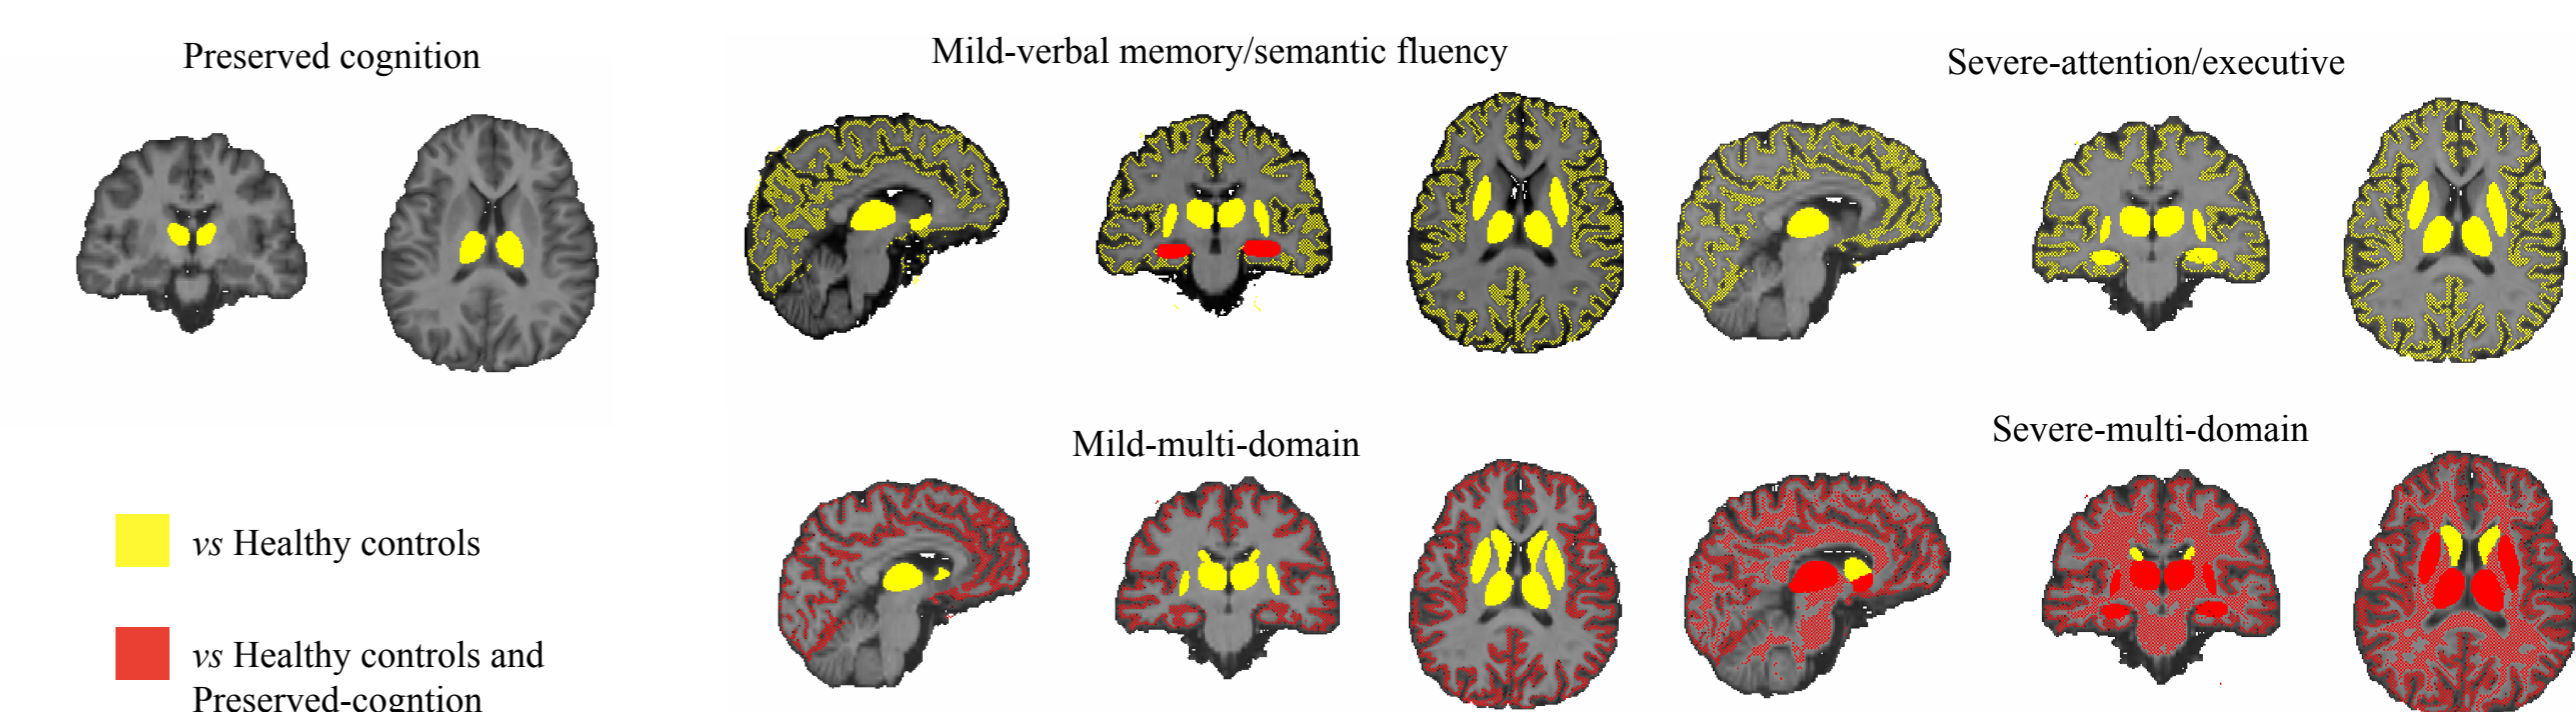 Preserved cognition
Mild-verbal memory/semantic fluency
Severe-attention/executive
Mild-multi-domain
Severe-multi-domain
vs Healthy controls
vs Healthy controls and
Preserved-cogntion